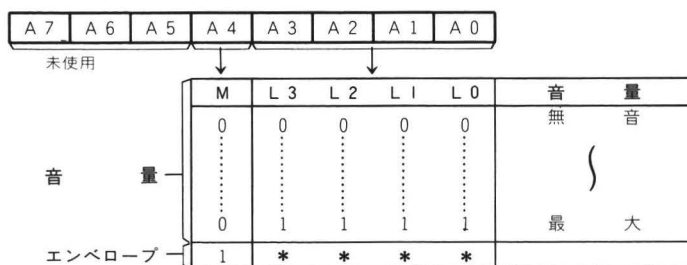 A7 A6 A5 A4 A3 A2 A1 A0
未使用
M L3 L2 L1 L0 音量
0 0 0 0 0 無音
音量
0 1 1 1 1 最大
エンベロープ 1 * * * *